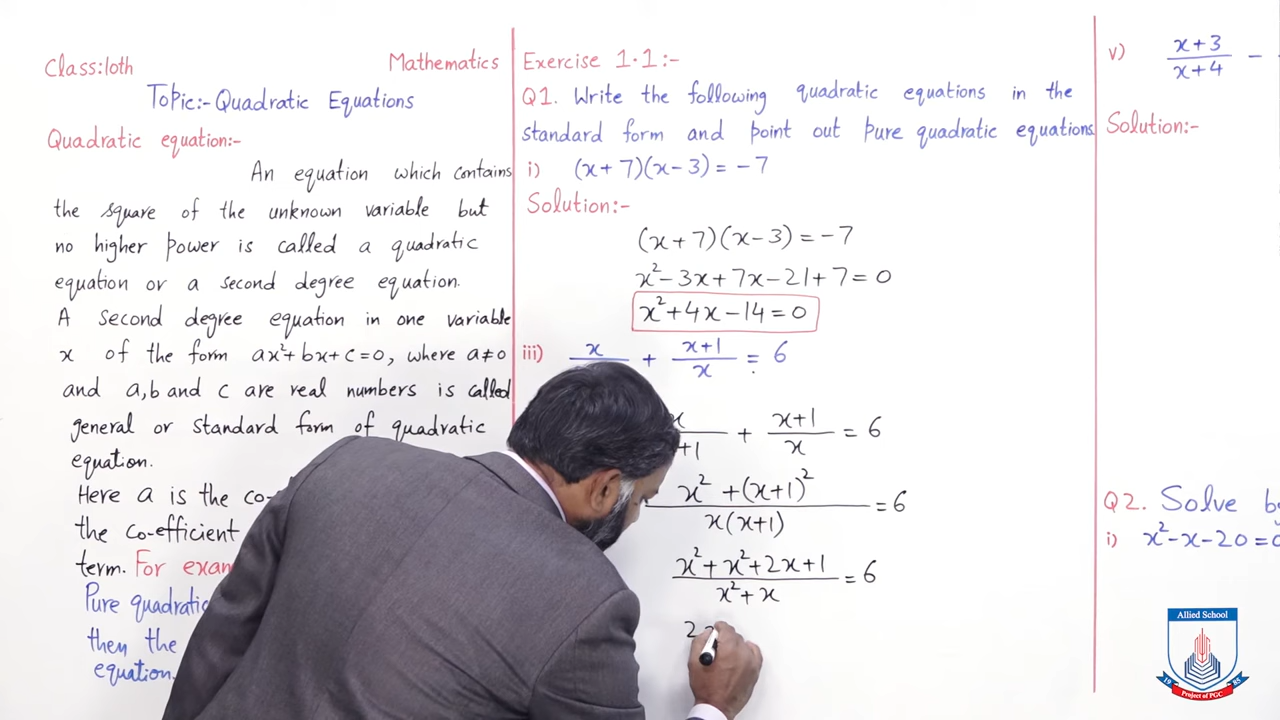 Class:10th Mathematics
Topic:- Quadratic Equations
Quadratic equation:-
An equation which contains
the square of the unknown variable but
no higher power is called a quadratic
equation or a second degree equation.
A second degree equation in one variable
x of the form ax²+bx+c=0, where a≠0
and a,b and c are real numbers is called
general or standard form of quadratic
equation.
Here a is the co-
the co-efficient
term. For exam
Pure quadratic
then the
equation.
Exercise 1·1:-
Q1. Write the following quadratic equations in the
standard form and point out pure quadratic equations
i) (x+7)(x-3)=-7
Solution:-
(x+7)(x-3)=-7
x²-3x+7x-21+7=0
x²+4x-14=0
iii) x + (x+1)/x = 6
x/+1 + (x+1)/x = 6
(x²+(x+1)²)/(x(x+1)) = 6
(x²+x²+2x+1)/(x²+x) = 6
2
v) (x+3)/(x+4) -
Solution:-
Q2. Solve by
i) x²-x-20=0
Allied School
19 85
Project of PGC